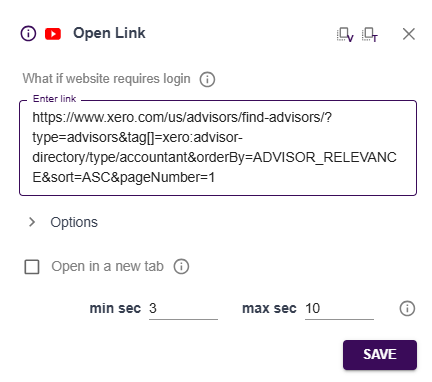 Open Link
V T
What if website requires login
Enter link
https://www.xero.com/us/advisors/find-advisors/?
type=advisors&tag[]=xero:advisor-
directory/type/accountant&orderBy=ADVISOR_RELEVANC
E&sort=ASC&pageNumber=1
Options
Open in a new tab
min sec 3 max sec 10
SAVE